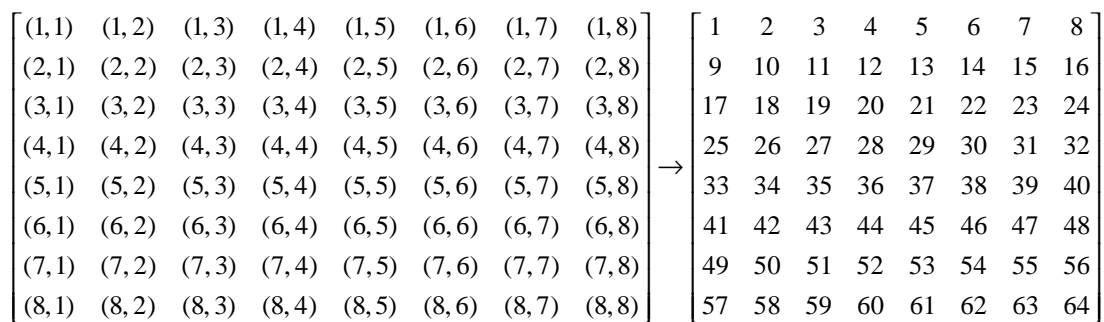 (1,1) (1,2) (1,3) (1,4) (1,5) (1,6) (1,7) (1,8) 1 2 3 4 5 6 7 8
(2,1) (2,2) (2,3) (2,4) (2,5) (2,6) (2,7) (2,8) 9 10 11 12 13 14 15 16
(3,1) (3,2) (3,3) (3,4) (3,5) (3,6) (3,7) (3,8) 17 18 19 20 21 22 23 24
(4,1) (4,2) (4,3) (4,4) (4,5) (4,6) (4,7) (4,8) 25 26 27 28 29 30 31 32
→
(5,1) (5,2) (5,3) (5,4) (5,5) (5,6) (5,7) (5,8) 33 34 35 36 37 38 39 40
(6,1) (6,2) (6,3) (6,4) (6,5) (6,6) (6,7) (6,8) 41 42 43 44 45 46 47 48
(7,1) (7,2) (7,3) (7,4) (7,5) (7,6) (7,7) (7,8) 49 50 51 52 53 54 55 56
(8,1) (8,2) (8,3) (8,4) (8,5) (8,6) (8,7) (8,8) 57 58 59 60 61 62 63 64